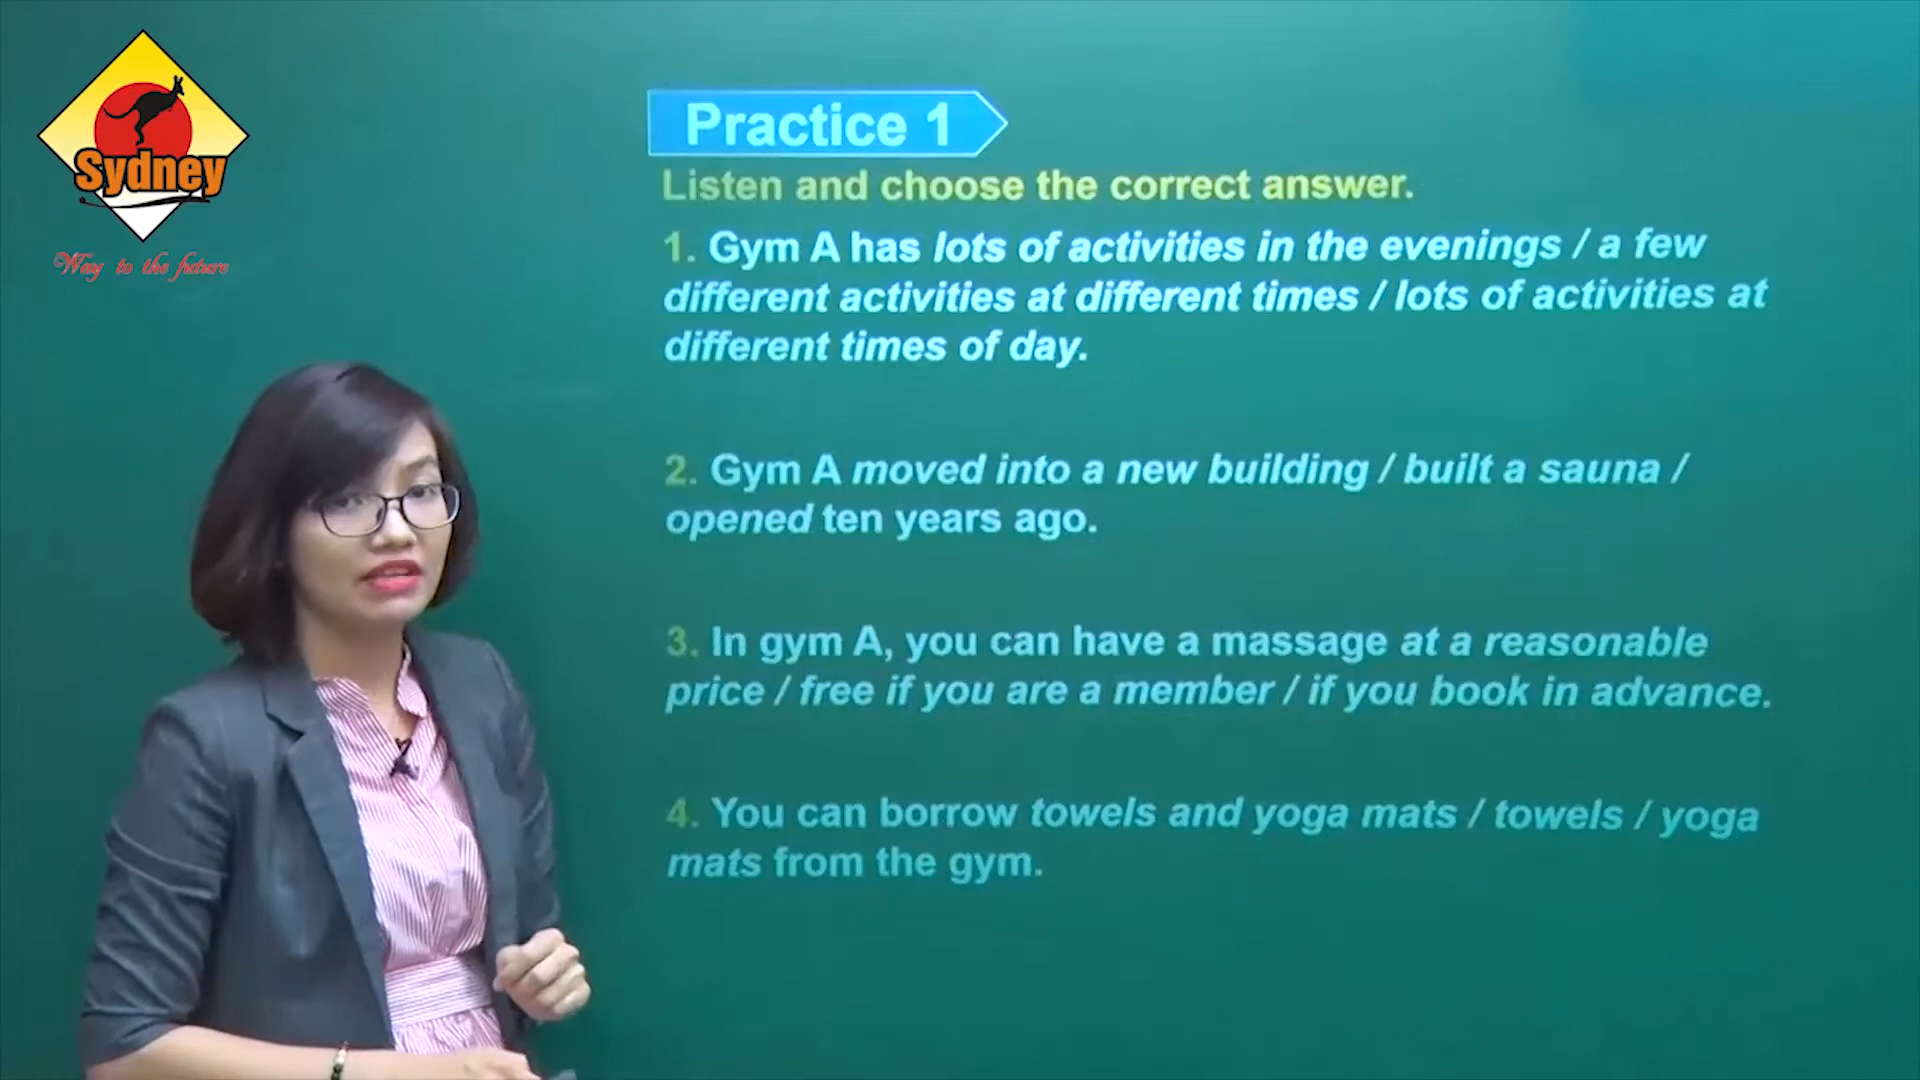 Sydney
Way to the future
Practice 1
Listen and choose the correct answer.
1. Gym A has lots of activities in the evenings / a few
different activities at different times / lots of activities at
different times of day.
2. Gym A moved into a new building / built a sauna /
opened ten years ago.
3. In gym A, you can have a massage at a reasonable
price / free if you are a member / if you book in advance.
4. You can borrow towels and yoga mats / towels / yoga
mats from the gym.